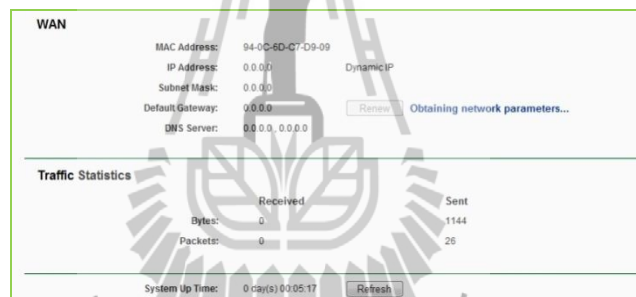 WAN
MAC Address: 94-0C-6D-C7-D9-09
IP Address: 0.0.0.0 Dynamic IP
Subnet Mask: 0.0.0.0
Default Gateway: 0.0.0.0 Renew Obtaining network parameters...
DNS Server: 0.0.0.0 , 0.0.0.0
Traffic Statistics
Received Sent
Bytes: 0 1144
Packets: 0 26
System Up Time: 0 day(s) 00:05:17 Refresh